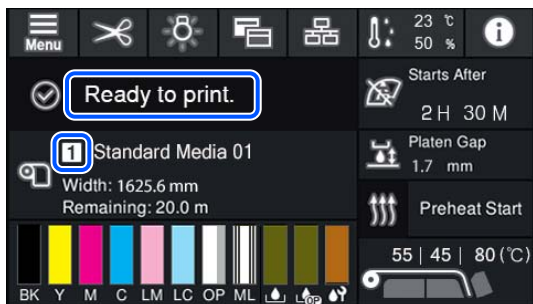 Menu
23 ℃
50 %
Ready to print.
Starts After
2 H 30 M
1 Standard Media 01
Width: 1625.6 mm
Remaining: 20.0 m
Platen Gap
1.7 mm
Preheat Start
55 | 45 | 80 (℃)
BK Y M C LM LC OP ML OP